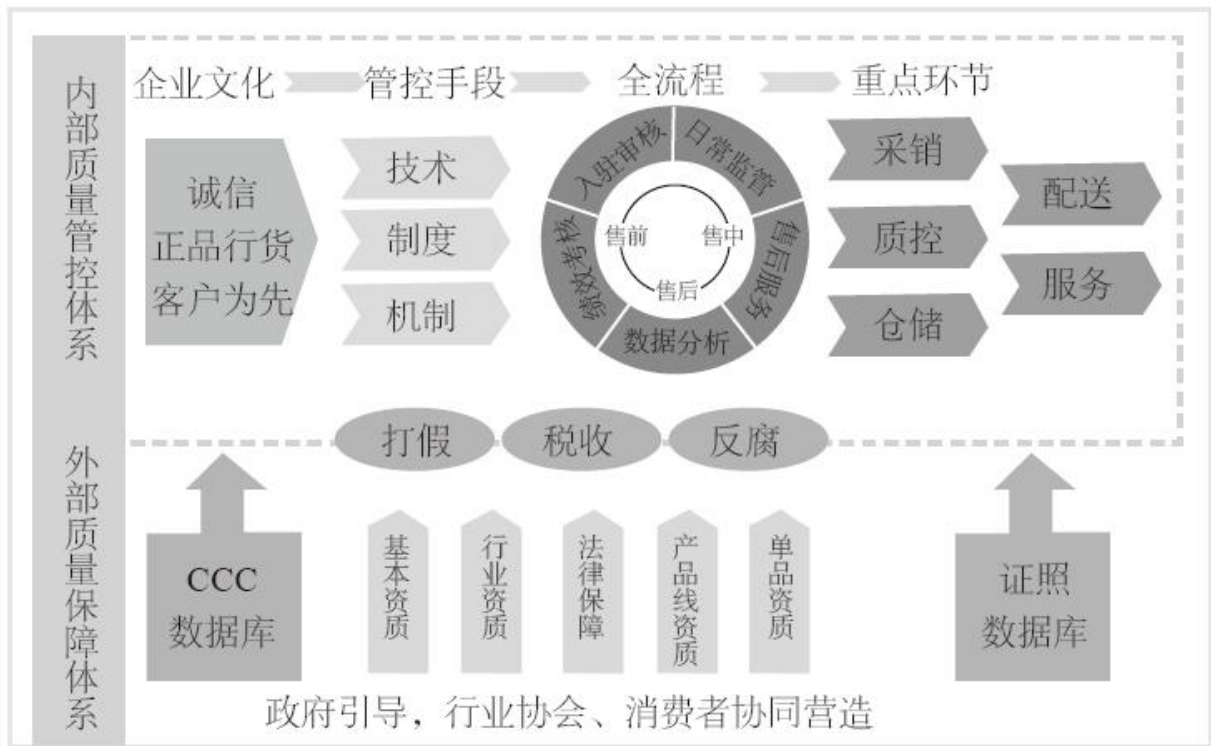 内部质量管控体系
企业文化
管控手段
全流程
重点环节
诚信
正品行货
客户为先
技术
制度
机制
入驻审核
日常监管
售后服务
数据分析
绩效考核
售前
售中
售后
采销
质控
仓储
配送
服务
外部质量保障体系
打假
税收
反腐
CCC
数据库
基本资质
行业资质
法律保障
产品线资质
单品资质
证照
数据库
政府引导，行业协会、消费者协同营造